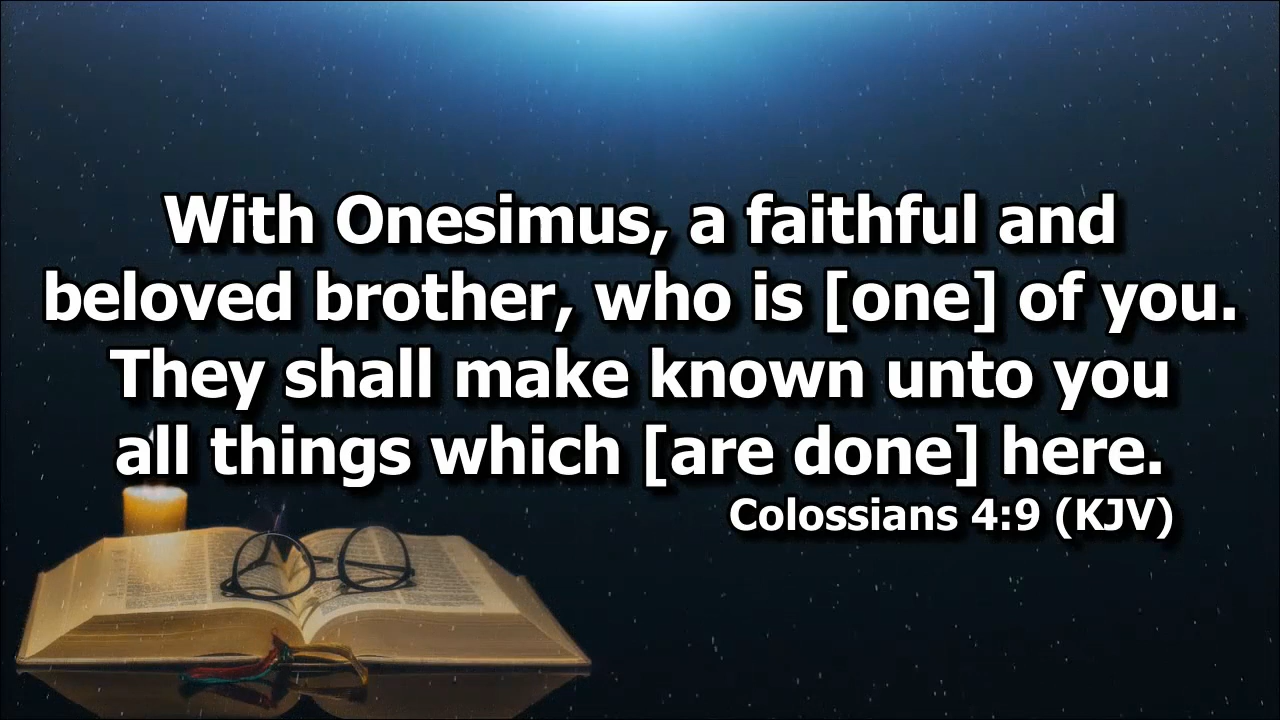 With Onesimus, a faithful and
beloved brother, who is [one] of you.
They shall make known unto you
all things which [are done] here.
Colossians 4:9 (KJV)